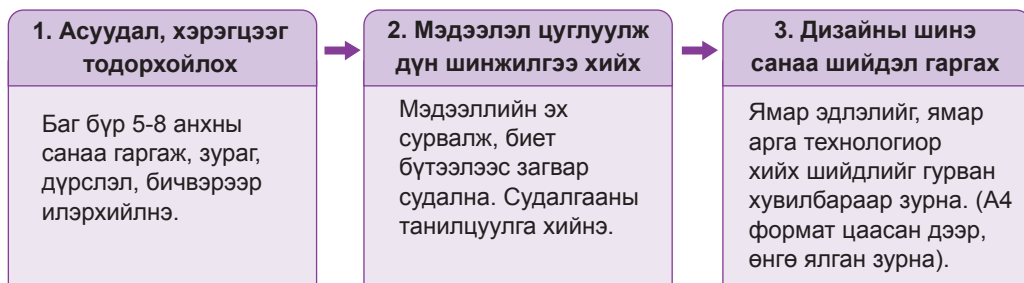 1. Асуудал, хэрэгцээг
тодорхойлох
Баг бүр 5-8 анхны
санаа гаргаж, зураг,
дүрслэл, бичвэрээр
илэрхийлнэ.
2. Мэдээлэл цуглуулж
дүн шинжилгээ хийх
Мэдээллийн эх
сурвалж, биет
бүтээлээс загвар
судална. Судалгааны
танилцуулга хийнэ.
3. Дизайны шинэ
санаа шийдэл гаргах
Ямар эдлэлийг, ямар
арга технологиор
хийх шийдлийг гурван
хувилбараар зурна. (А4
формат цаасан дээр,
өнгө ялган зурна).